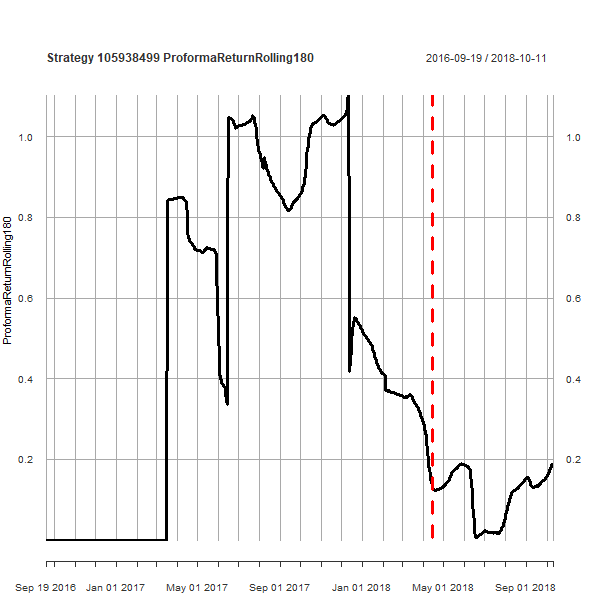 Strategy 105938499 ProformaReturnRolling180
2016-09-19 / 2018-10-11
ProformaReturnRolling180
1.0 1.0
0.8 0.8
0.6 0.6
0.4 0.4
0.2 0.2
Sep 19 2016 Jan 01 2017 May 01 2017 Sep 01 2017 Jan 01 2018 May 01 2018 Sep 01 2018